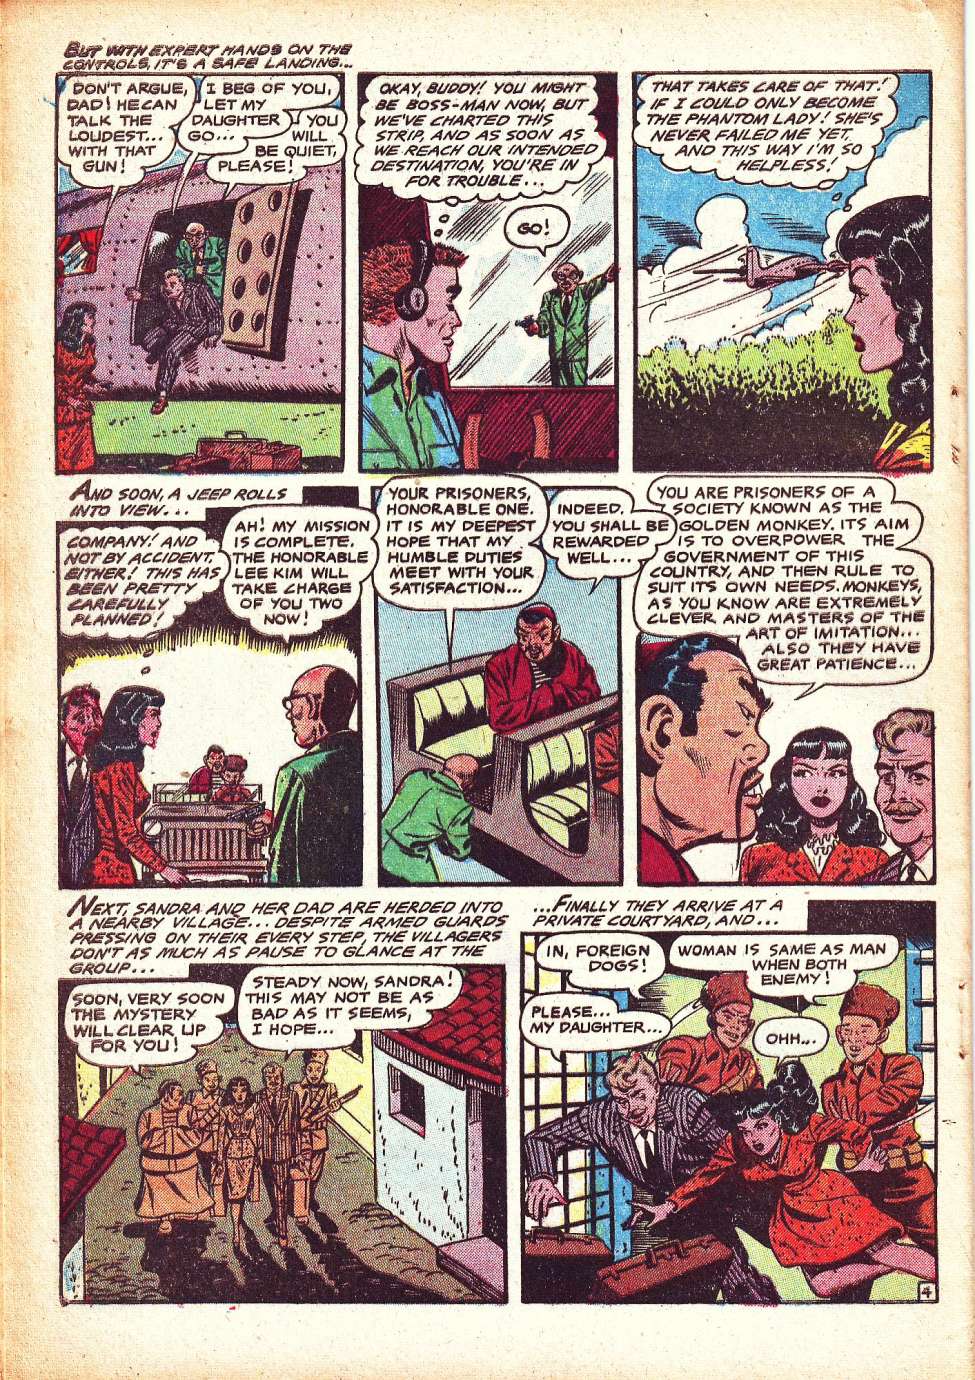 BUT WITH EXPERT HANDS ON THE
CONTROLS, IT'S A SAFE LANDING...
DON'T ARGUE,
DAD! HE CAN
TALK THE
LOUDEST...
WITH THAT
GUN!
I BEG OF YOU,
LET MY
DAUGHTER
GO...
YOU WILL
BE QUIET,
PLEASE!
OKAY, BUDDY! YOU MIGHT
BE BOSS-MAN NOW, BUT
WE'VE CHARTED THIS
STRIP, AND AS SOON AS
WE REACH OUR INTENDED
DESTINATION, YOU'RE IN
FOR TROUBLE...
GO!
THAT TAKES CARE OF THAT!
IF I COULD ONLY BECOME
THE PHANTOM LADY! SHE'S
NEVER FAILED ME YET,
AND THIS WAY I'M SO
HELPLESS!
AND SOON, A JEEP ROLLS
INTO VIEW...
COMPANY! AND
NOT BY ACCIDENT,
EITHER! THIS HAS
BEEN PRETTY
CAREFULLY
PLANNED!
AH! MY MISSION
IS COMPLETE.
THE HONORABLE
LEE KIM WILL
TAKE CHARGE
OF YOU TWO
NOW!
YOUR PRISONERS,
HONORABLE ONE.
IT IS MY DEEPEST
HOPE THAT MY
HUMBLE DUTIES
MEET WITH YOUR
SATISFACTION...
INDEED.
YOU SHALL BE
REWARDED
WELL...
YOU ARE PRISONERS OF A
SOCIETY KNOWN AS THE
GOLDEN MONKEY. ITS AIM
IS TO OVERPOWER THE
GOVERNMENT OF THIS
COUNTRY, AND THEN RULE TO
SUIT ITS OWN NEEDS. MONKEYS,
AS YOU KNOW ARE EXTREMELY
CLEVER AND MASTERS OF THE
ART OF IMITATION...
ALSO THEY HAVE
GREAT PATIENCE...
NEXT, SANDRA AND HER DAD ARE HERDED INTO
A NEARBY VILLAGE... DESPITE ARMED GUARDS
PRESSING ON THEIR EVERY STEP, THE VILLAGERS
DON'T AS MUCH AS PAUSE TO GLANCE AT THE
GROUP...
SOON, VERY SOON
THE MYSTERY
WILL CLEAR UP
FOR YOU!
STEADY NOW, SANDRA!
THIS MAY NOT BE AS
BAD AS IT SEEMS,
I HOPE...
...FINALLY THEY ARRIVE AT A
PRIVATE COURTYARD, AND...
IN, FOREIGN
DOGS!
WOMAN IS SAME AS MAN
WHEN BOTH
ENEMY!
PLEASE...
MY DAUGHTER...
OHH...
4